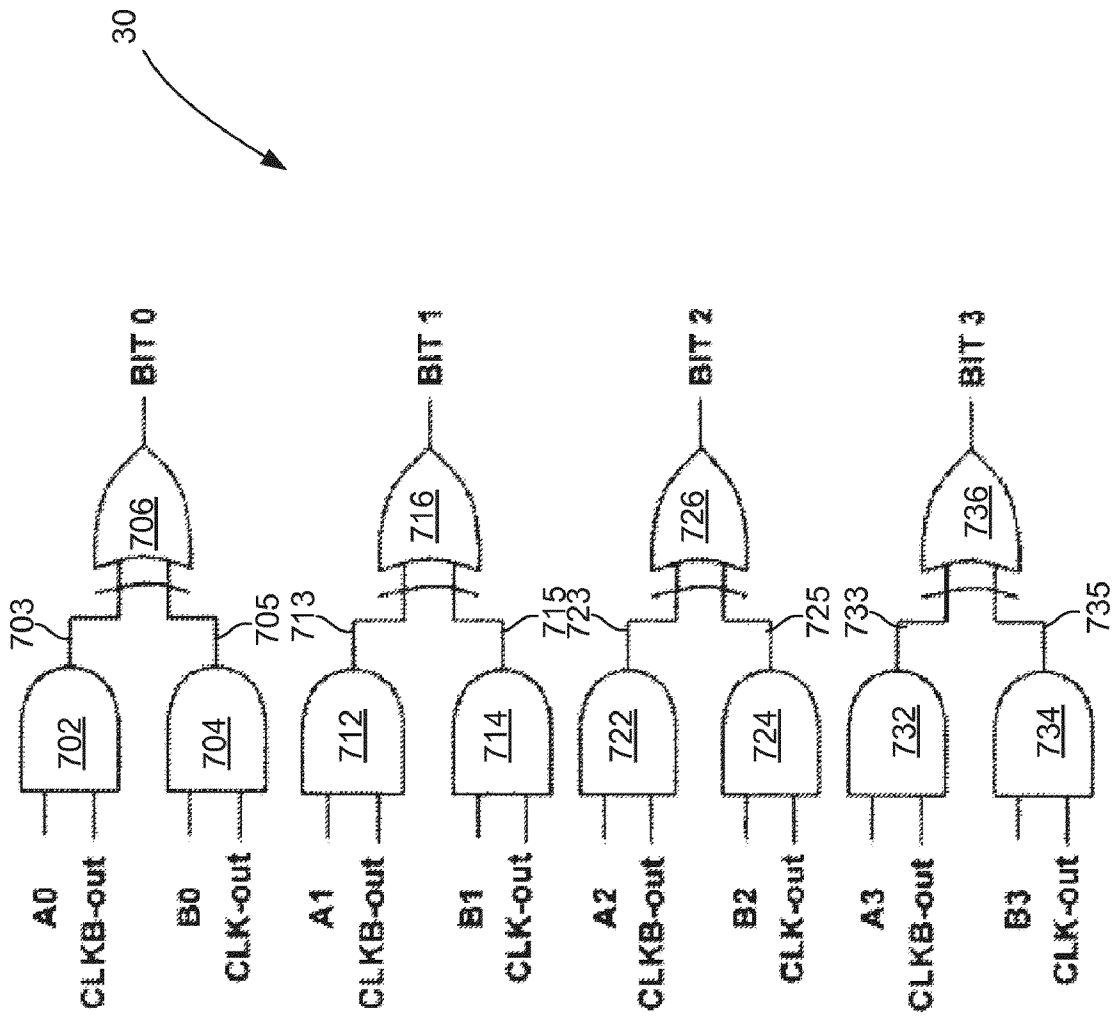 30
A0
CLKB-out
702
703
B0
CLK-out
704
705
706
BIT 0
A1
CLKB-out
712
713
B1
CLK-out
714
715
716
BIT 1
A2
CLKB-out
722
723
B2
CLK-out
724
725
726
BIT 2
A3
CLKB-out
732
733
B3
CLK-out
734
735
736
BIT 3